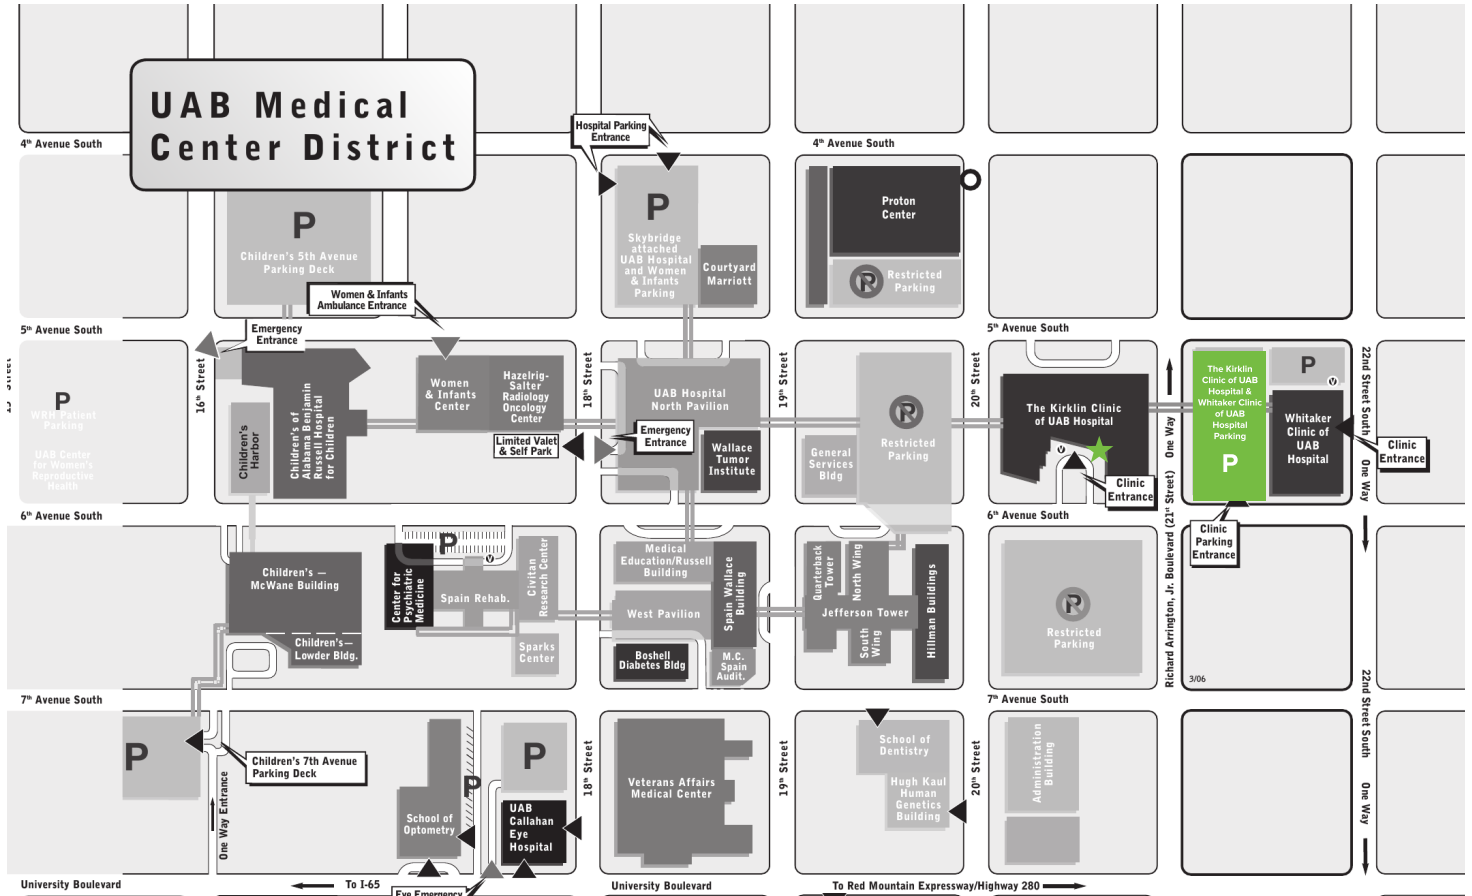 UAB Medical
Center District
4th Avenue South
Hospital Parking
Entrance
4th Avenue South
P
Children's 5th Avenue
Parking Deck
P
Skybridge
attached
UAB Hospital
and Women
& Infants
Parking
Courtyard
Marriott
Proton
Center
P
Restricted
Parking
Women & Infants
Ambulance Entrance
5th Avenue South
Emergency
Entrance
5th Avenue South
15 Street
16th Street
18th Street
19th Street
20th Street
One Way
22nd Street South
One Way
P
WRH Patient
Parking
UAB Center
for Women's
Reproductive
Health
Children's
Harbor
Children's of
Alabama Benjamin
Russell Hospital
for Children
Women
& Infants
Center
Hazelrig-
Salter
Radiology
Oncology
Center
Limited Valet
& Self Park
UAB Hospital
North Pavilion
Emergency
Entrance
Wallace
Tumor
Institute
General
Services
Bldg
P
Restricted
Parking
The Kirklin Clinic
of UAB Hospital
V
Clinic
Entrance
The Kirklin
Clinic of UAB
Hospital &
Whitaker Clinic
of UAB
Hospital
Parking
P
P
V
Whitaker
Clinic of
UAB
Hospital
Clinic
Entrance
Clinic
Parking
Entrance
6th Avenue South
6th Avenue South
Richard Arrington, Jr. Boulevard (21st Street)
Children's —
McWane Building
Children's—
Lowder Bldg.
P
V
Center for
Psychiatric
Medicine
Spain Rehab.
Civitan
Research Center
Sparks
Center
Medical
Education/Russell
Building
West Pavilion
Spain Wallace
Building
Boshell
Diabetes Bldg
M.C.
Spain
Audit.
Quarterback
Tower
North Wing
Jefferson Tower
South
Wing
Hillman Buildings
P
Restricted
Parking
3/06
7th Avenue South
7th Avenue South
22nd Street South
One Way
P
Children's 7th Avenue
Parking Deck
One Way Entrance
School of
Optometry
P
P
UAB
Callahan
Eye
Hospital
18th Street
Veterans Affairs
Medical Center
19th Street
School of
Dentistry
Hugh Kaul
Human
Genetics
Building
20th Street
Administration
Building
University Boulevard
To I-65
Eye Emergency
University Boulevard
To Red Mountain Expressway/Highway 280